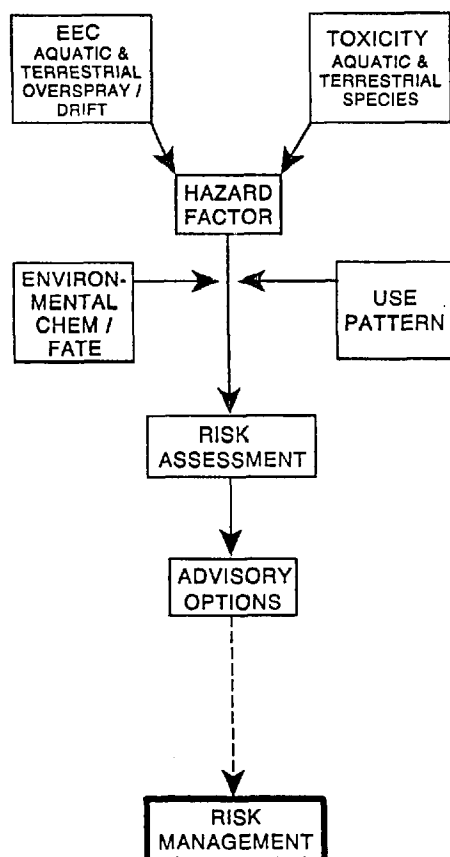 EEC
AQUATIC &
TERRESTRIAL
OVERSPRAY /
DRIFT
TOXICITY
AQUATIC &
TERRESTRIAL
SPECIES
HAZARD
FACTOR
ENVIRON-
MENTAL
CHEM /
FATE
USE
PATTERN
RISK
ASSESSMENT
ADVISORY
OPTIONS
RISK
MANAGEMENT